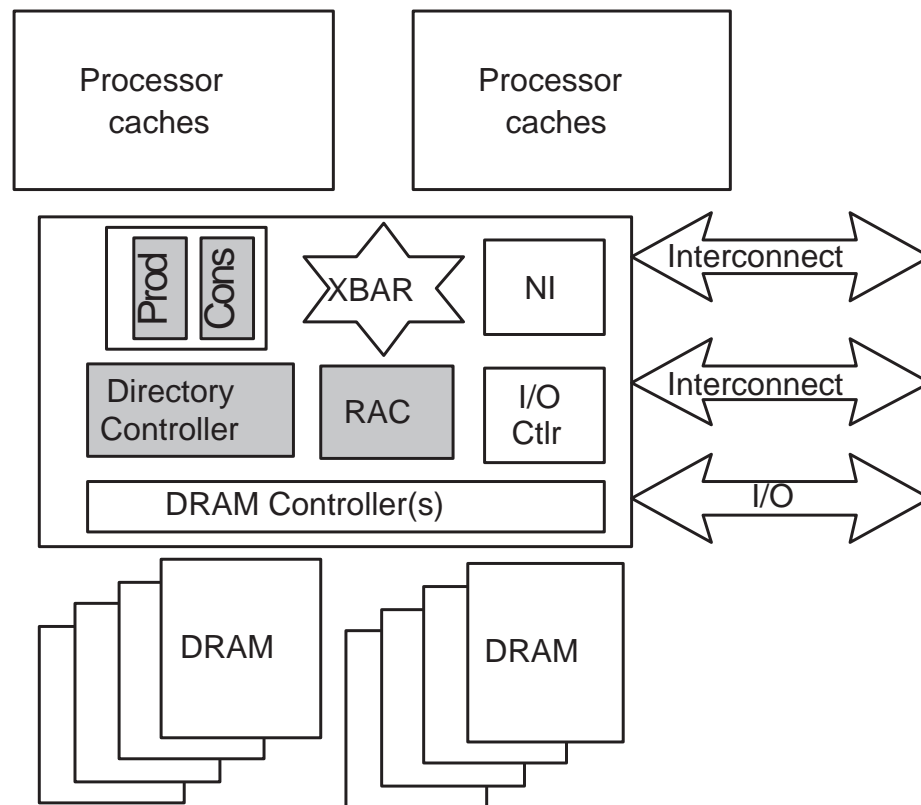 Processor
caches
Processor
caches
Prod
Cons
XBAR
NI
Interconnect
Directory
Controller
RAC
I/O
Ctlr
Interconnect
DRAM Controller(s)
I/O
DRAM
DRAM